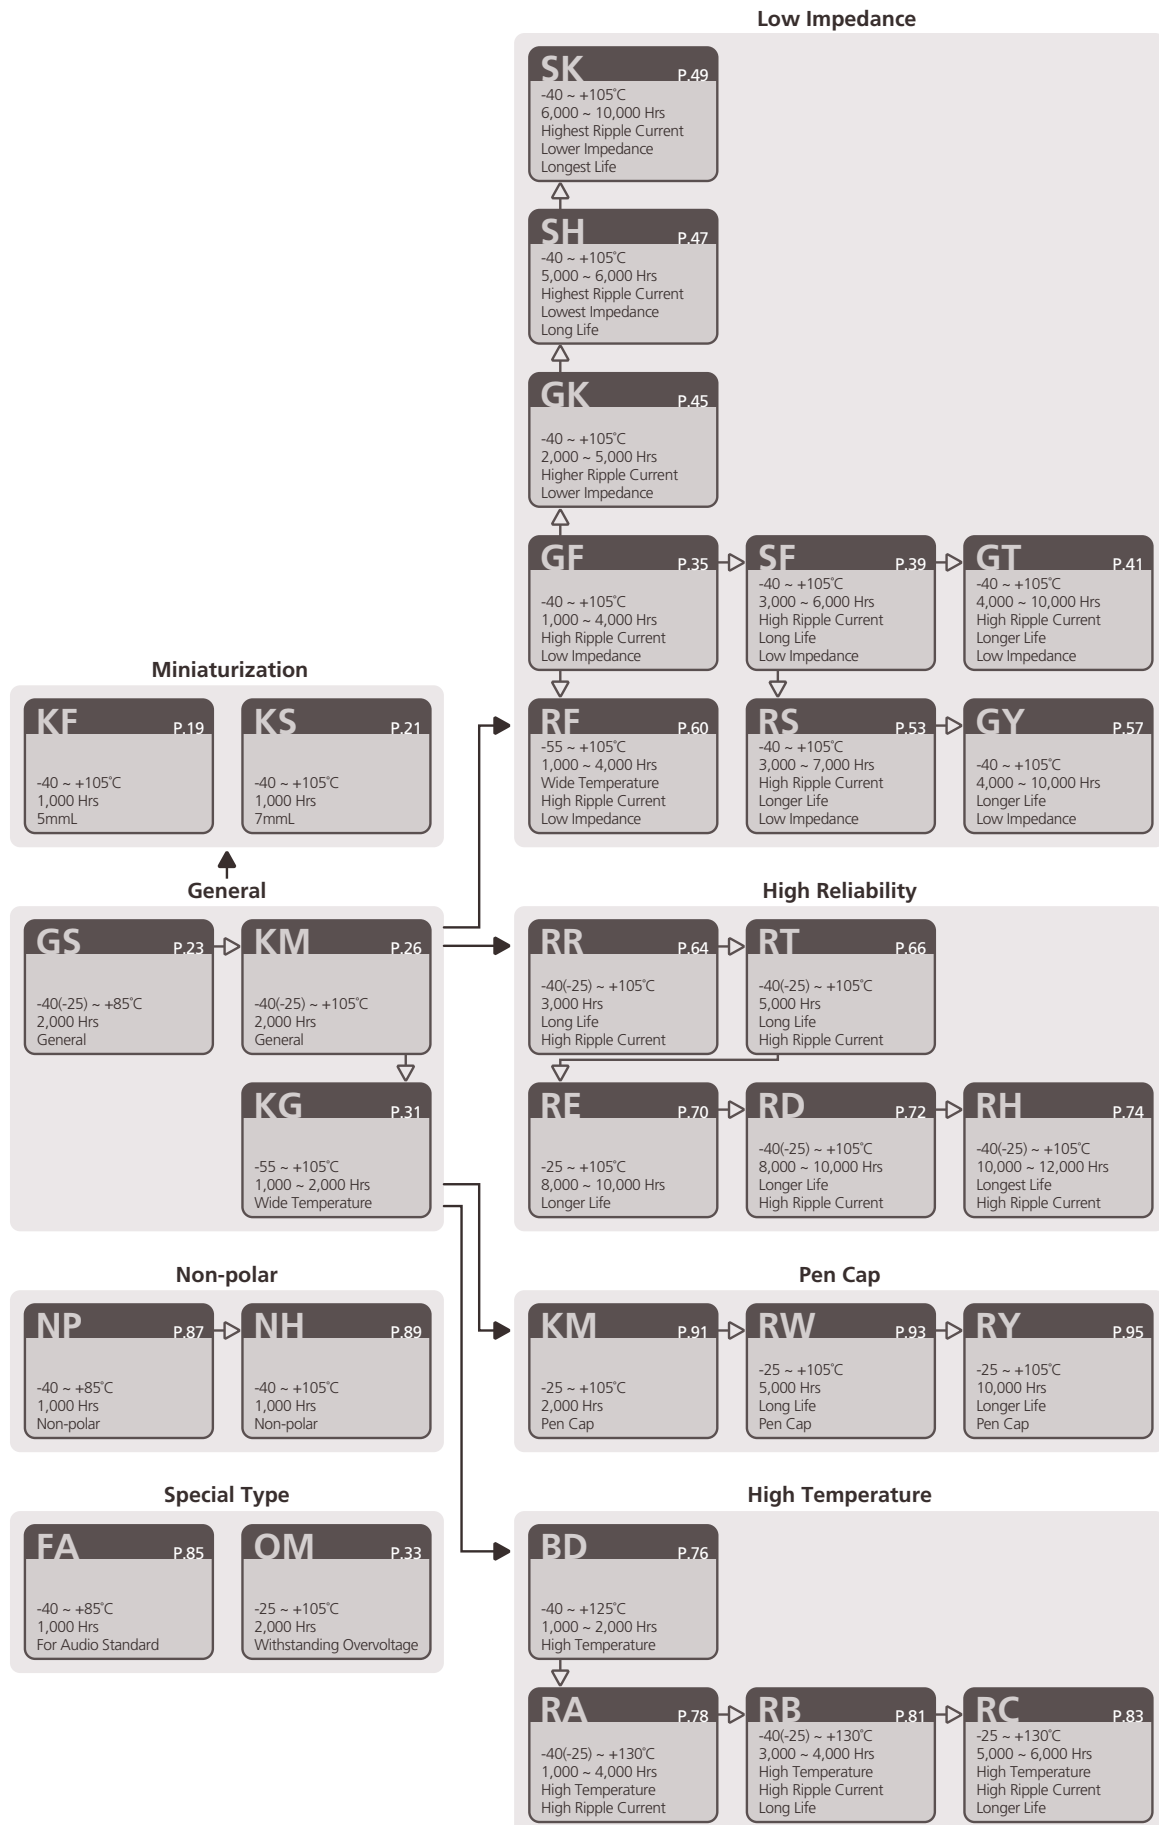 Low Impedance
SK P.49
-40 ~ +105°C
6,000 ~ 10,000 Hrs
Highest Ripple Current
Lower Impedance
Longest Life
SH P.47
-40 ~ +105°C
5,000 ~ 6,000 Hrs
Highest Ripple Current
Lowest Impedance
Long Life
GK P.45
-40 ~ +105°C
2,000 ~ 5,000 Hrs
Higher Ripple Current
Lower Impedance
GF P.35
-40 ~ +105°C
1,000 ~ 4,000 Hrs
High Ripple Current
Low Impedance
SF P.39
-40 ~ +105°C
3,000 ~ 6,000 Hrs
High Ripple Current
Long Life
Low Impedance
GT P.41
-40 ~ +105°C
4,000 ~ 10,000 Hrs
High Ripple Current
Longer Life
Low Impedance
RF P.60
-55 ~ +105°C
1,000 ~ 4,000 Hrs
Wide Temperature
High Ripple Current
Low Impedance
RS P.53
-40 ~ +105°C
3,000 ~ 7,000 Hrs
High Ripple Current
Longer Life
Low Impedance
GY P.57
-40 ~ +105°C
4,000 ~ 10,000 Hrs
Longer Life
Low Impedance
Miniaturization
KF P.19
-40 ~ +105°C
1,000 Hrs
5mmL
KS P.21
-40 ~ +105°C
1,000 Hrs
7mmL
General
GS P.23
-40(-25) ~ +85°C
2,000 Hrs
General
KM P.26
-40(-25) ~ +105°C
2,000 Hrs
General
KG P.31
-55 ~ +105°C
1,000 ~ 2,000 Hrs
Wide Temperature
High Reliability
RR P.64
-40(-25) ~ +105°C
3,000 Hrs
Long Life
High Ripple Current
RT P.66
-40(-25) ~ +105°C
5,000 Hrs
Long Life
High Ripple Current
RE P.70
-25 ~ +105°C
8,000 ~ 10,000 Hrs
Longer Life
RD P.72
-40(-25) ~ +105°C
8,000 ~ 10,000 Hrs
Longer Life
High Ripple Current
RH P.74
-40(-25) ~ +105°C
10,000 ~ 12,000 Hrs
Longest Life
High Ripple Current
Non-polar
NP P.87
-40 ~ +85°C
1,000 Hrs
Non-polar
NH P.89
-40 ~ +105°C
1,000 Hrs
Non-polar
Pen Cap
KM P.91
-25 ~ +105°C
2,000 Hrs
Pen Cap
RW P.93
-25 ~ +105°C
5,000 Hrs
Long Life
Pen Cap
RY P.95
-25 ~ +105°C
10,000 Hrs
Longer Life
Pen Cap
Special Type
FA P.85
-40 ~ +85°C
1,000 Hrs
For Audio Standard
OM P.33
-25 ~ +105°C
2,000 Hrs
Withstanding Overvoltage
High Temperature
BD P.76
-40 ~ +125°C
1,000 ~ 2,000 Hrs
High Temperature
RA P.78
-40(-25) ~ +130°C
1,000 ~ 4,000 Hrs
High Temperature
High Ripple Current
RB P.81
-40(-25) ~ +130°C
3,000 ~ 4,000 Hrs
High Temperature
High Ripple Current
Long Life
RC P.83
-25 ~ +130°C
5,000 ~ 6,000 Hrs
High Temperature
High Ripple Current
Longer Life